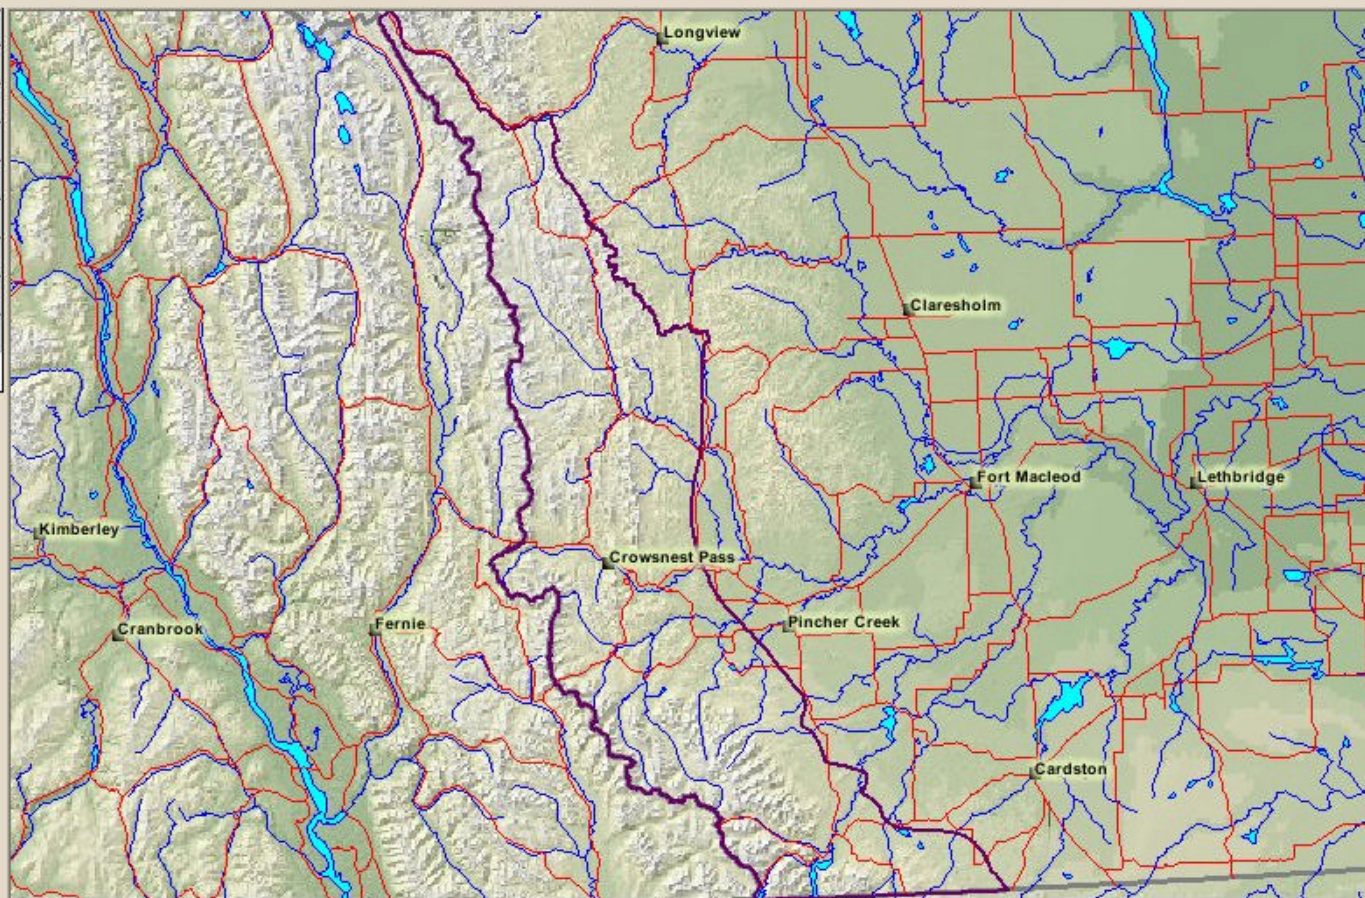 Longview
Claresholm
Fort Macleod
Lethbridge
Kimberley
Crowsnest Pass
Cranbrook
Fernie
Pincher Creek
Cardston